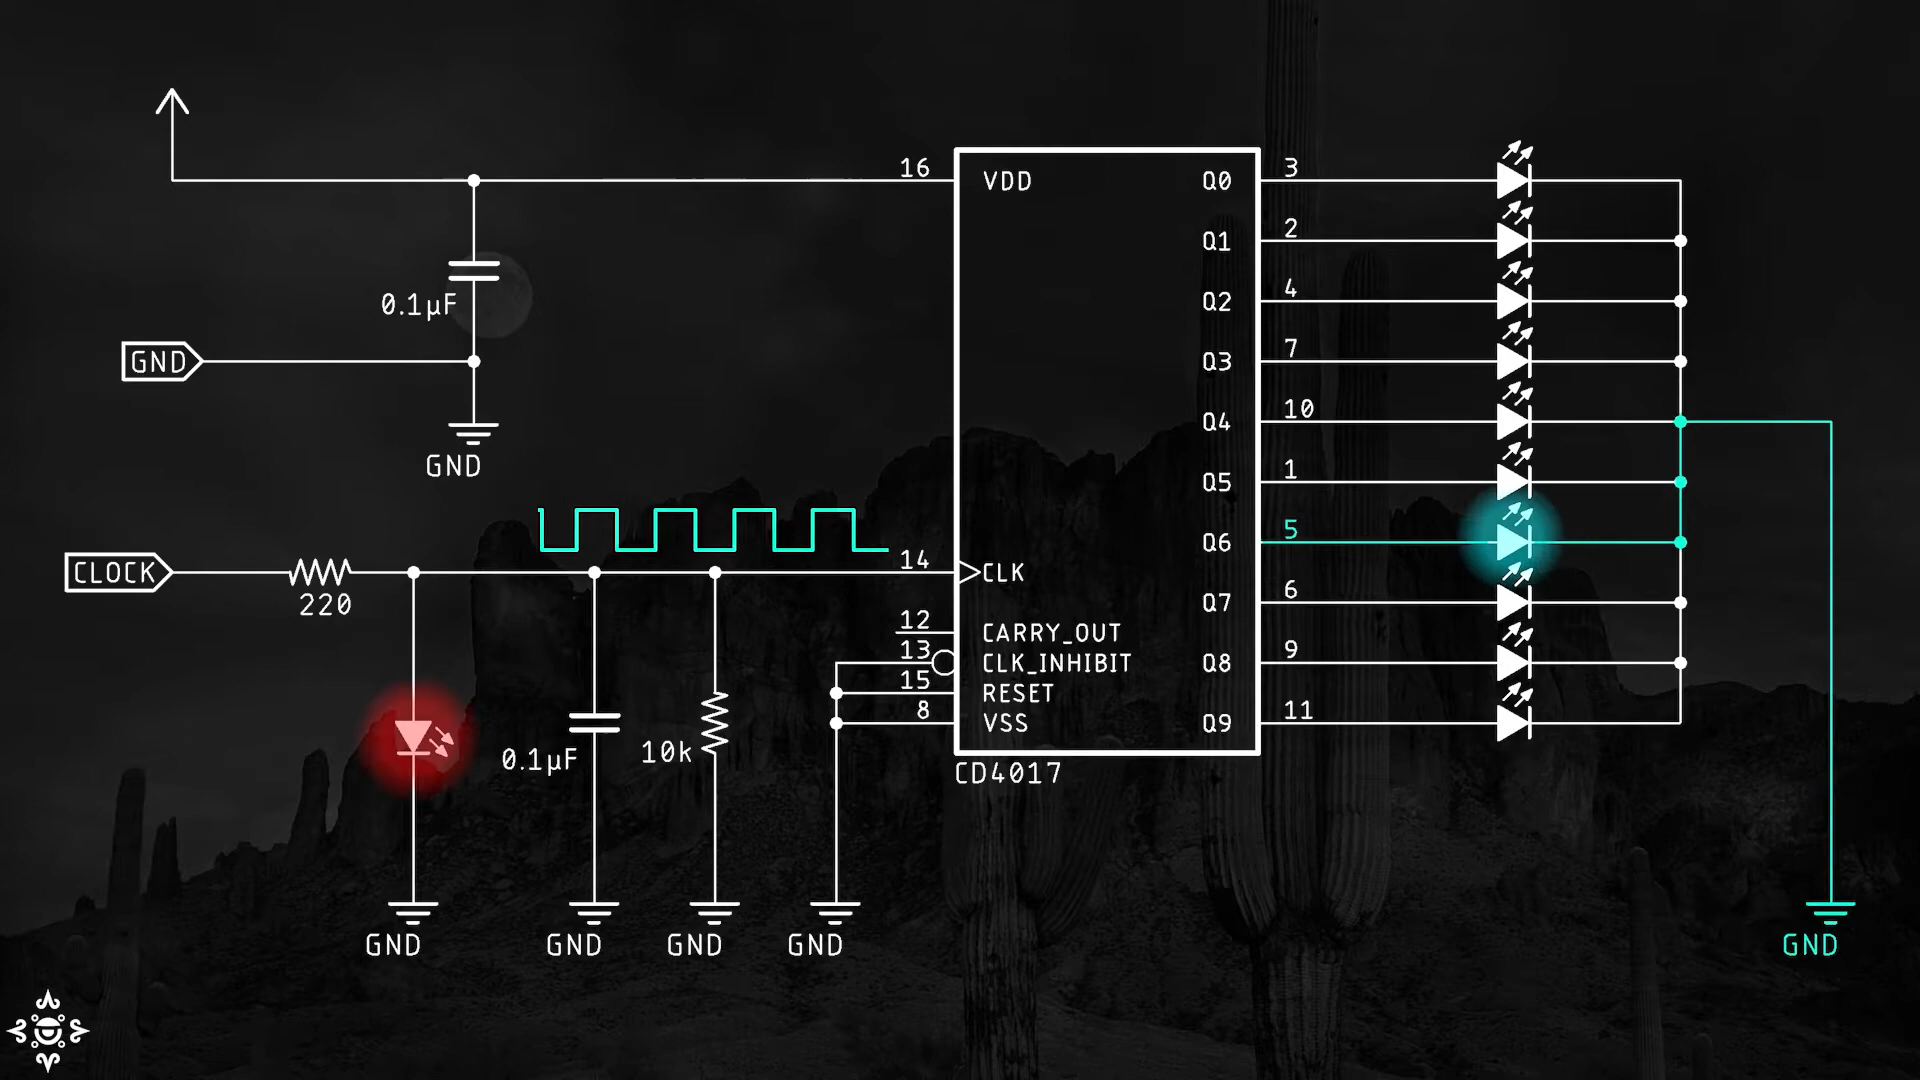 16 VDD Q0 3
Q1 2
Q2 4
0.1µF
GND
Q3 7
Q4 10
GND
Q5 1
Q6 5
CLOCK
220
14 CLK
Q7 6
12 CARRY_OUT
13 CLK_INHIBIT Q8 9
15 RESET
8 VSS Q9 11
0.1µF
10k
CD4017
GND
GND
GND
GND
GND